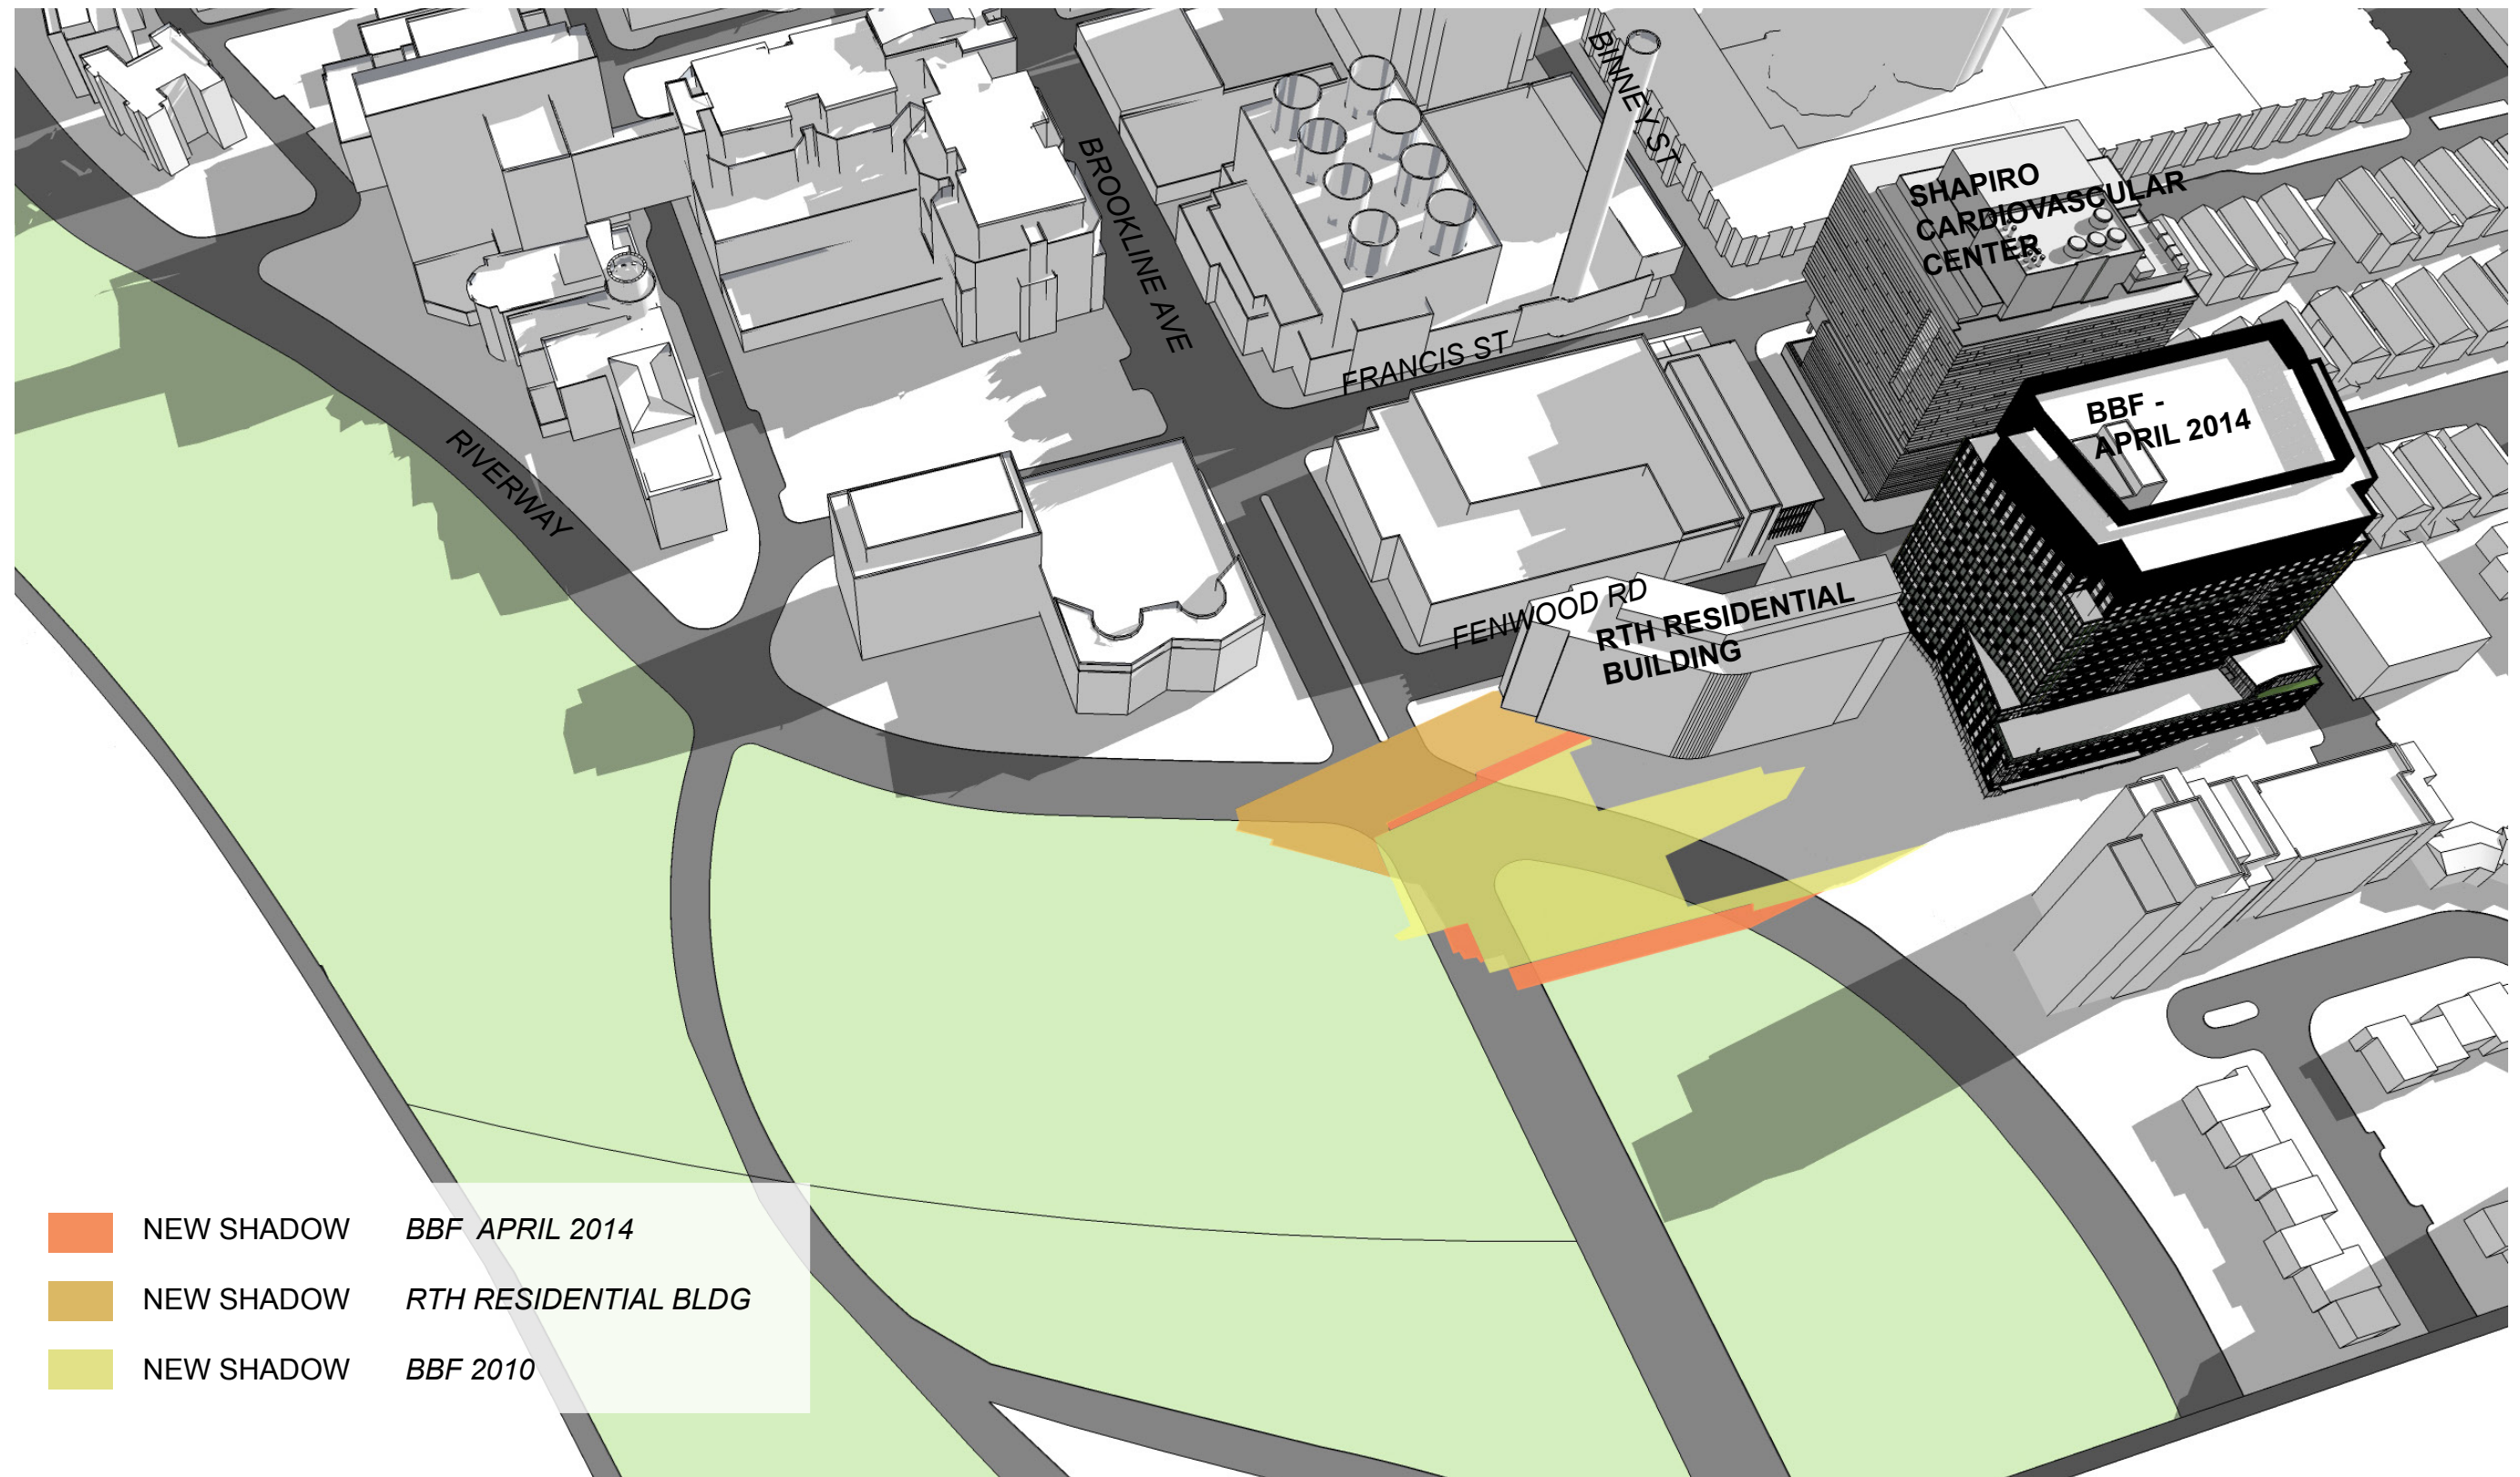 BINNEY ST
BROOKLINE AVE
SHAPIRO
CARDIOVASCULAR
CENTER
FRANCIS ST
BBF -
APRIL 2014
RIVERWAY
FENWOOD RD
RTH RESIDENTIAL
BUILDING
NEW SHADOW BBF APRIL 2014
NEW SHADOW RTH RESIDENTIAL BLDG
NEW SHADOW BBF 2010